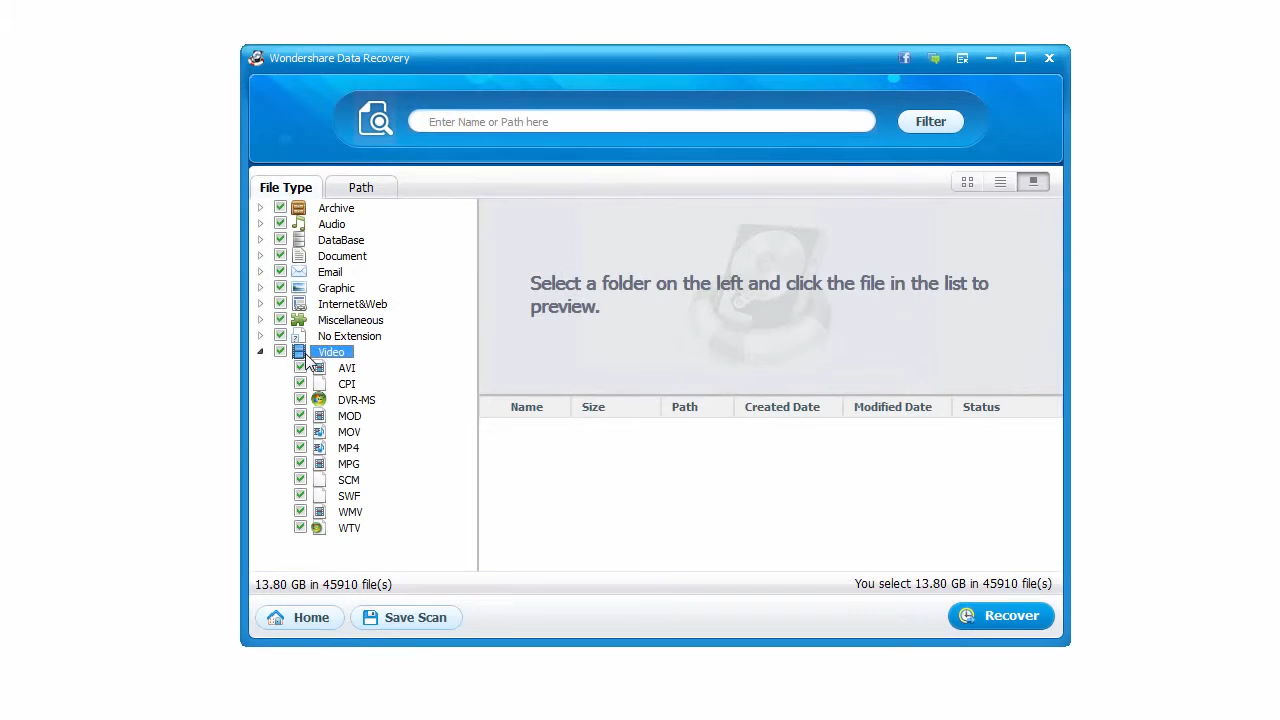 Wondershare Data Recovery
Enter Name or Path here
Filter
File Type
Path
Archive
Audio
DataBase
Document
Email
Graphic
Internet&Web
Miscellaneous
No Extension
Video
AVI
CPI
DVR-MS
MOD
MOV
MP4
MPG
SCM
SWF
WMV
WTV
Select a folder on the left and click the file in the list to
preview.
Name Size Path Created Date Modified Date Status
13.80 GB in 45910 file(s)
You select 13.80 GB in 45910 file(s)
Home
Save Scan
Recover